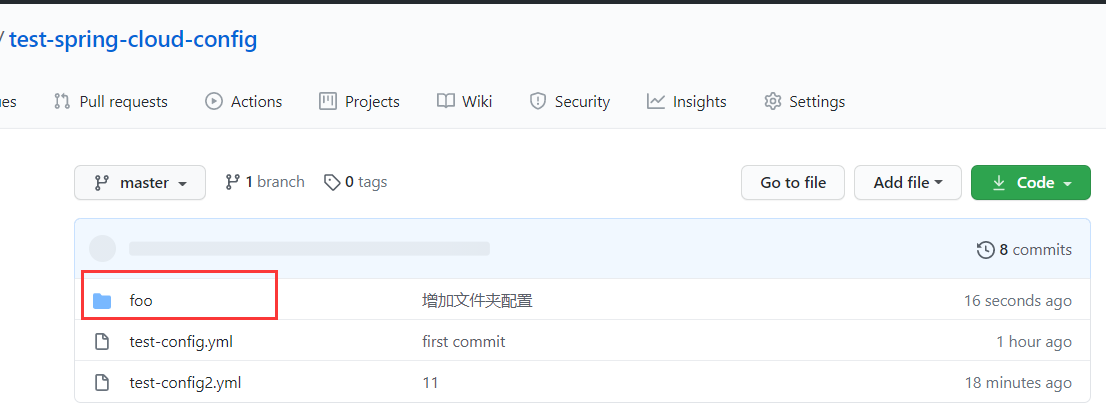 / test-spring-cloud-config
ues Pull requests Actions Projects Wiki Security Insights Settings
master 1 branch 0 tags Go to file Add file Code
8 commits
foo 增加文件夹配置 16 seconds ago
test-config.yml first commit 1 hour ago
test-config2.yml 11 18 minutes ago